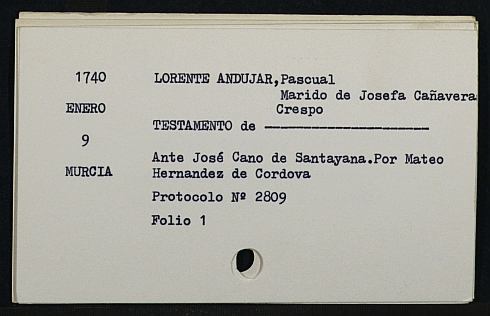 1740 LORENTE ANDUJAR,Pascual
Marido de Josefa Cañavera
ENERO Crespo
TESTAMENTO de ---------------------
9
Ante José Cano de Santayana.Por Mateo
MURCIA Hernandez de Cordova
Protocolo Nº 2809
Folio 1